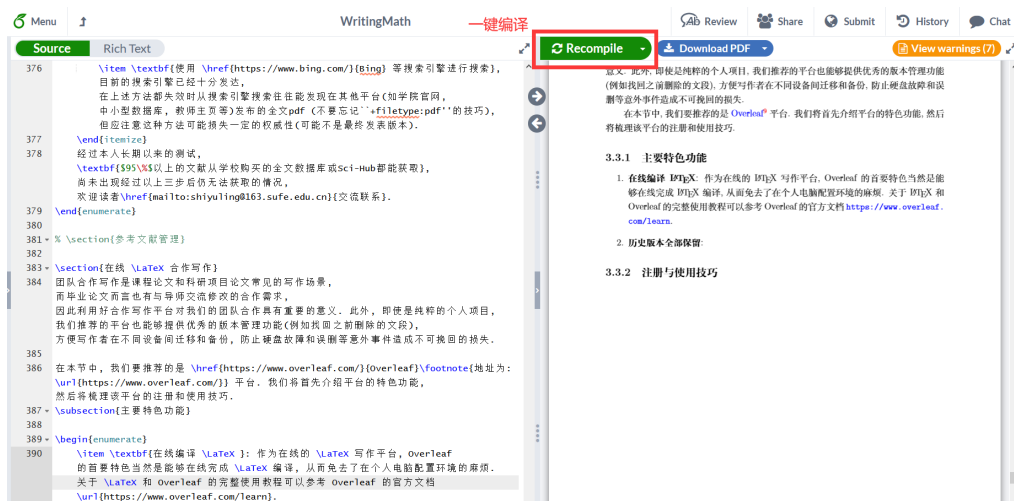 Menu
WritingMath
一键编译
Review
Share
Submit
History
Chat
Source
Rich Text
Recompile
Download PDF
View warnings (7)
376 \item \textbf{使用 \href{https://www.bing.com/}{Bing} 等搜索引擎进行搜索},
目前的搜索引擎已经十分发达,
在上述方法都失效时从搜索引擎搜索往往能发现在其他平台(如学院官网,
中小型数据库, 教师主页等)发布的全文pdf (不要忘记``+filetype:pdf''的技巧),
但应注意这种方法可能损失一定的权威性(可能不是最终发表版本).
377 \end{itemize}
378 经过本人长期以来的测试,
\textbf{$95\%$以上的文献从学校购买的全文数据库或Sci-Hub都能获取},
尚未出现经过以上三步后仍无法获取的情况,
欢迎读者\href{mailto:shiyuling@163.sufe.edu.cn}{交流联系}.
379 \end{enumerate}
380
381 % \section{参考文献管理}
382
383 \section{在线 \LaTeX 合作写作}
384 团队合作写作是课程论文和科研项目论文常见的写作场景,
而毕业论文而言也有与导师交流修改的合作需求,
因此利用好合作写作平台对我们的团队合作具有重要的意义. 此外, 即使是纯粹的个人项目,
我们推荐的平台也能够提供优秀的版本管理功能(例如找回之前删除的文段),
方便写作者在不同设备间迁移和备份, 防止硬盘故障和误删等意外事件造成不可挽回的损失.
385
386 在本节中, 我们要推荐的是 \href{https://www.overleaf.com/}{Overleaf}\footnote{地址为:
\url{https://www.overleaf.com/}} 平台. 我们将首先介绍平台的特色功能,
然后将梳理该平台的注册和使用技巧.
387 \subsection{主要特色功能}
388
389 \begin{enumerate}
390 \item \textbf{在线编译 \LaTeX }: 作为在线的 \LaTeX 写作平台, Overleaf
的首要特色当然是能够在线完成 \LaTeX 编译, 从而免去了在个人电脑配置环境的麻烦.
关于 \LaTeX 和 Overleaf 的完整使用教程可以参考 Overleaf 的官方文档
\url{https://www.overleaf.com/learn}.
意义. 此外, 即使是纯粹的个人项目, 我们推荐的平台也能够提供优秀的版本管理功能
(例如找回之前删除的文段), 方便写作者在不同设备间迁移和备份, 防止硬盘故障和误
删等意外事件造成不可挽回的损失.
在本节中, 我们要推荐的是 Overleaf 平台. 我们将首先介绍平台的特色功能, 然后
将梳理该平台的注册和使用技巧.
3.3.1 主要特色功能
1. 在线编译 LaTeX: 作为在线的 LaTeX 写作平台, Overleaf 的首要特色当然是能
够在线完成 LaTeX 编译, 从而免去了在个人电脑配置环境的麻烦. 关于 LaTeX 和
Overleaf 的完整使用教程可以参考 Overleaf 的官方文档 https://www.overleaf.
com/learn.
2. 历史版本全部保留:
3.3.2 注册与使用技巧